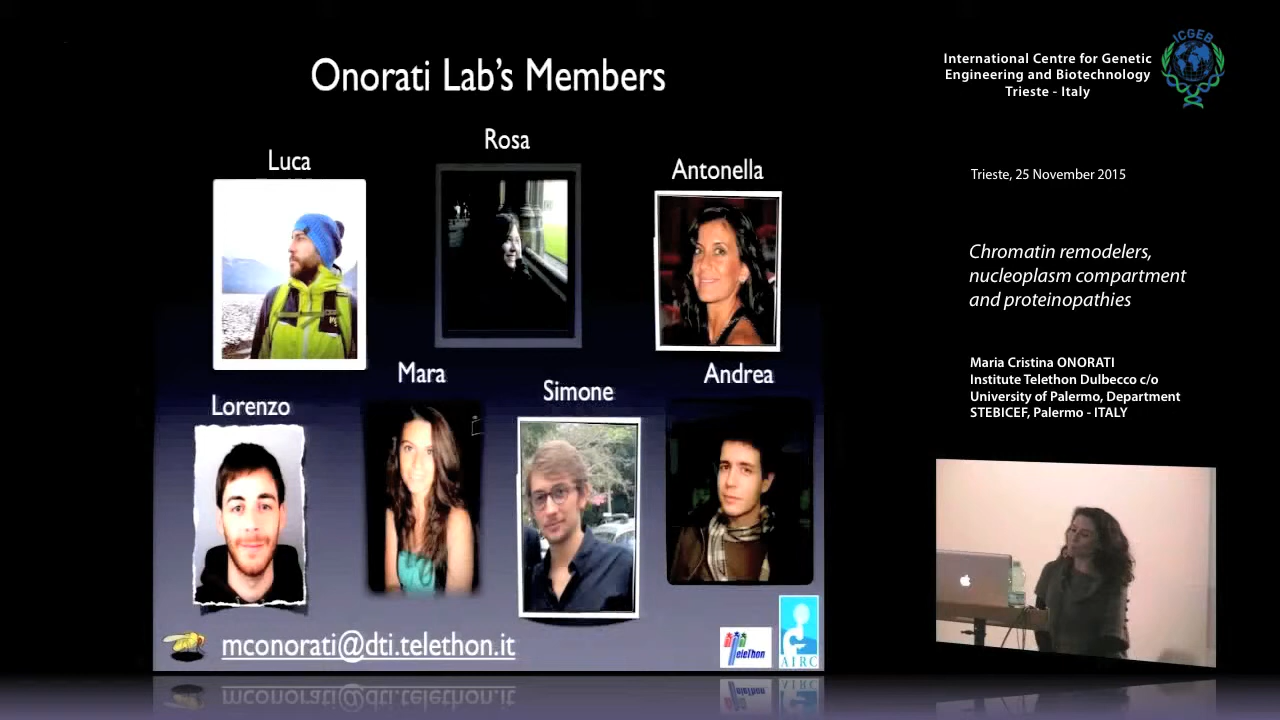 Onorati Lab's Members
Luca
Rosa
Antonella
Lorenzo
Mara
Simone
Andrea
mconorati@dti.telethon.it
TeleThon
AIRC
International Centre for Genetic
Engineering and Biotechnology
Trieste - Italy
ICGEB
Trieste, 25 November 2015
Chromatin remodelers,
nucleoplasm compartment
and proteinopathies
Maria Cristina ONORATI
Institute Telethon Dulbecco c/o
University of Palermo, Department
STEBICEF, Palermo - ITALY